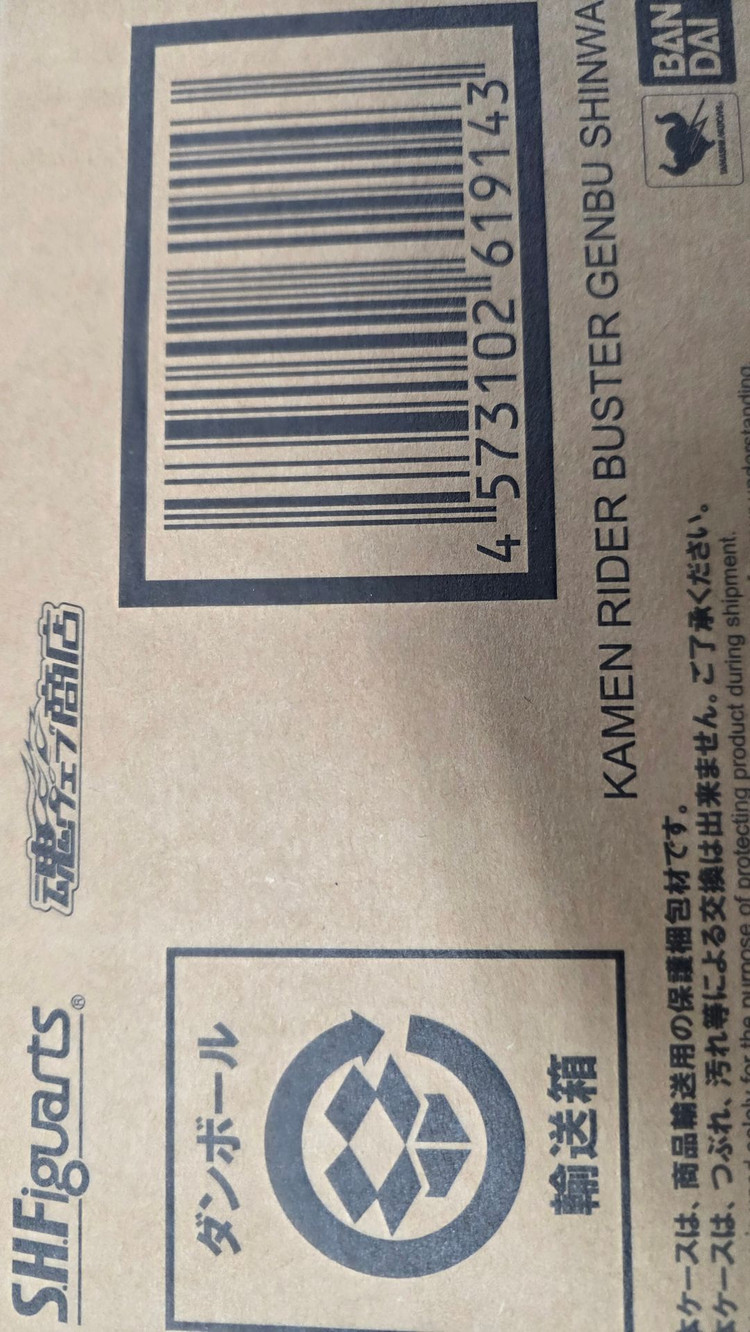 S.H.Figuarts®
魂ウェブ商店
ダンボール
輸送箱
4 573102 619143
KAMEN RIDER BUSTER GENBU SHINWA
BAN
DAI
TAMASHII NATIONS
ケースは、商品輸送用の保護梱包材です。
ケースは、つぶれ、汚れ等による交換は出来ません。ご了承ください。
for the purpose of protecting product during shipment.